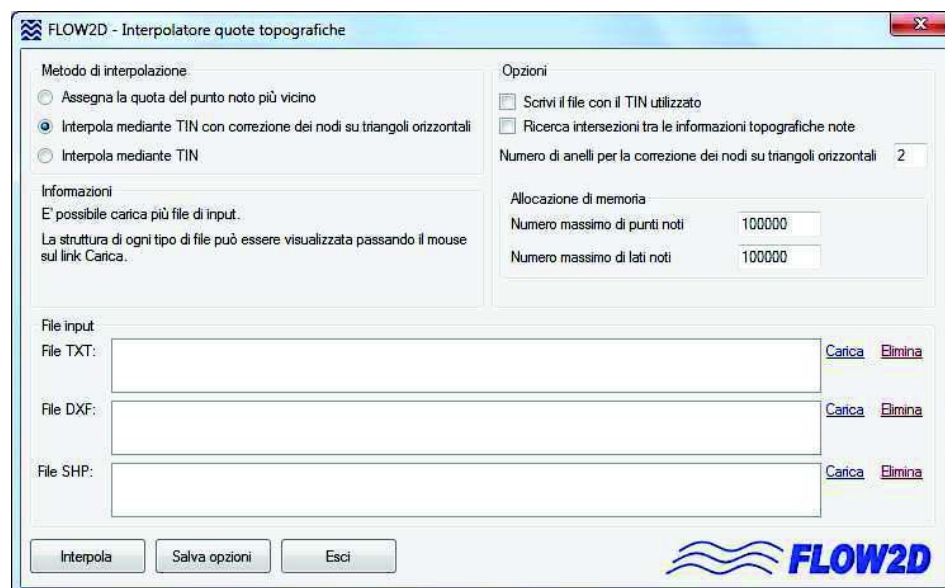 FLOW2D - Interpolatore quote topografiche
Metodo di interpolazione
Assegna la quota del punto noto più vicino
Interpola mediante TIN con correzione dei nodi su triangoli orizzontali
Interpola mediante TIN
Informazioni
E' possibile carica più file di input.
La struttura di ogni tipo di file può essere visualizzata passando il mouse
sul link Carica.
Opzioni
Scrivi il file con il TIN utilizzato
Ricerca intersezioni tra le informazioni topografiche note
Numero di anelli per la correzione dei nodi su triangoli orizzontali 2
Allocazione di memoria
Numero massimo di punti noti 100000
Numero massimo di lati noti 100000
File input
File TXT: Carica Elimina
File DXF: Carica Elimina
File SHP: Carica Elimina
Interpola Salva opzioni Esci
FLOW2D